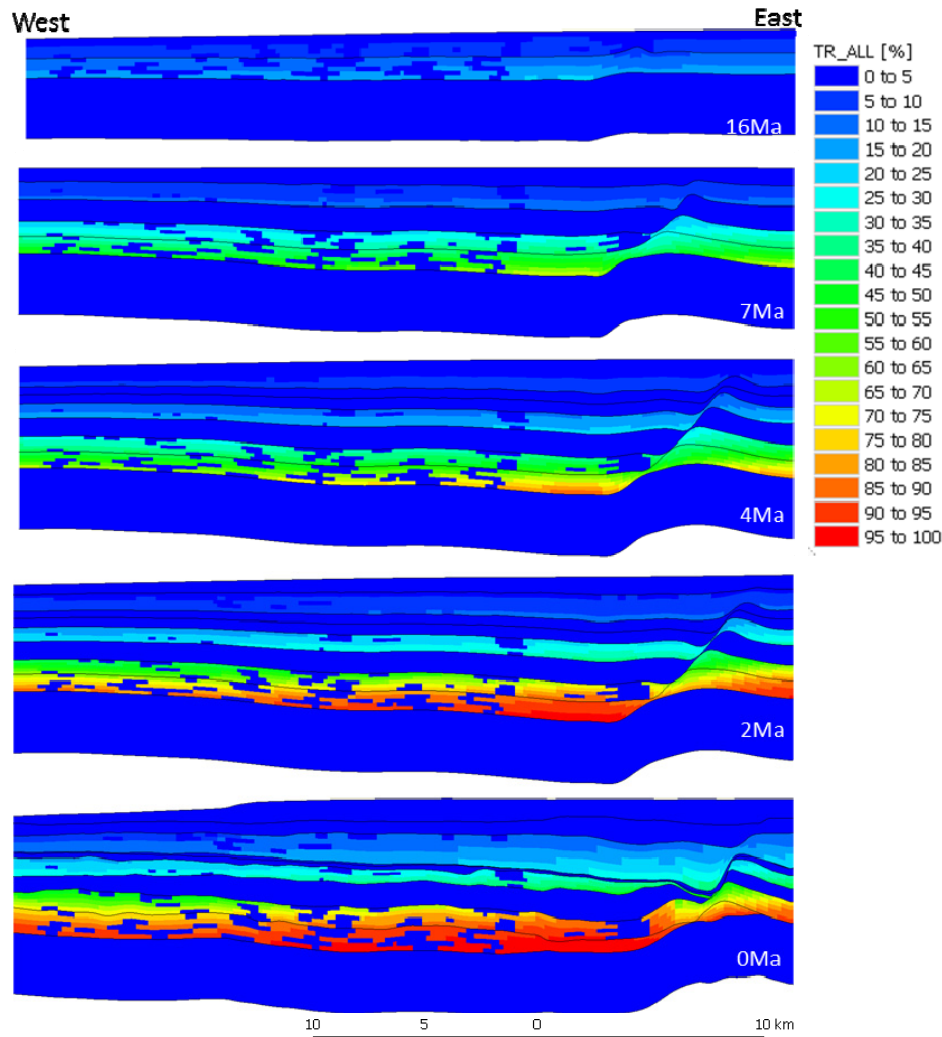 West
East
TR_ALL [%]
0 to 5
5 to 10
10 to 15
15 to 20
20 to 25
25 to 30
30 to 35
35 to 40
40 to 45
45 to 50
50 to 55
55 to 60
60 to 65
65 to 70
70 to 75
75 to 80
80 to 85
85 to 90
90 to 95
95 to 100
16Ma
7Ma
4Ma
2Ma
0Ma
10 5 0 10 km